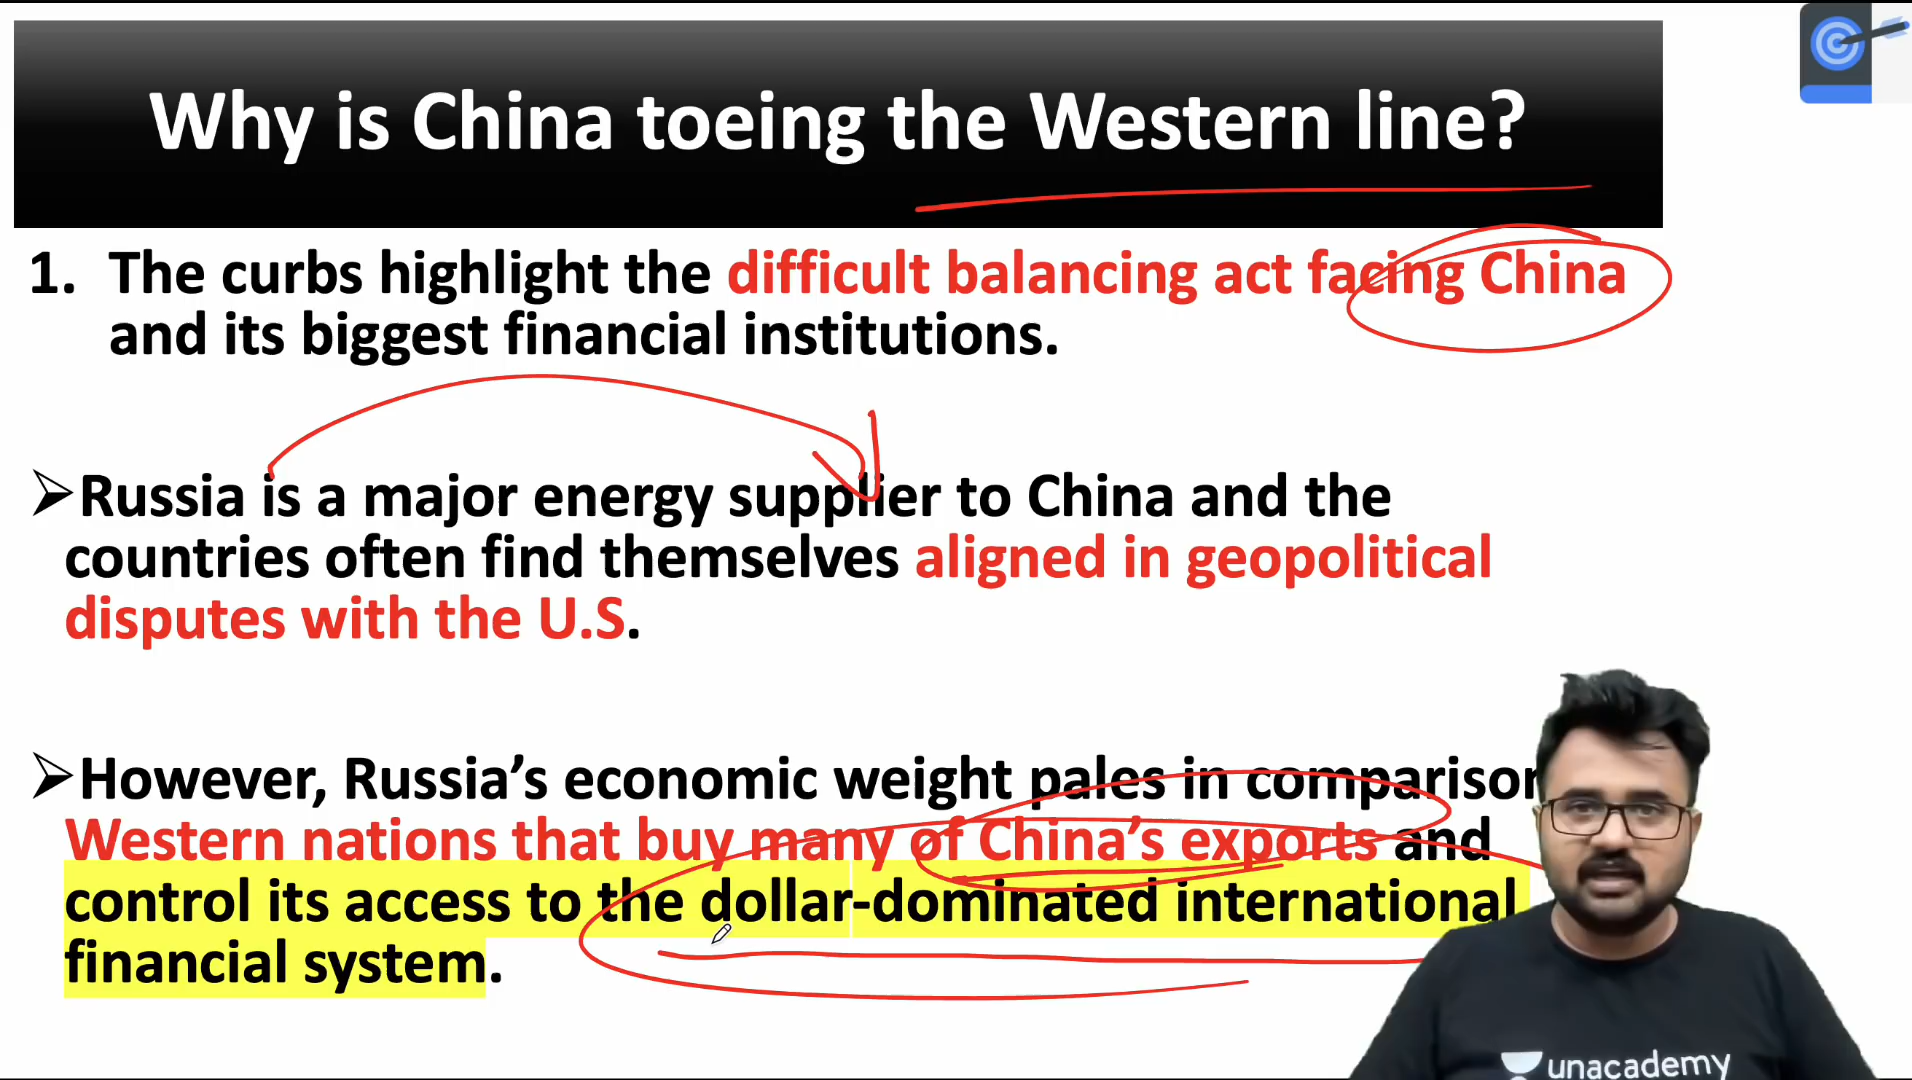 Why is China toeing the Western line?
1. The curbs highlight the difficult balancing act facing China
and its biggest financial institutions.
➤Russia is a major energy supplier to China and the
countries often find themselves aligned in geopolitical
disputes with the U.S.
➤However, Russia’s economic weight pales in
Western nations that buy many of China’s exports and
control its access to the dollar-dominated international
financial system.
unacademy